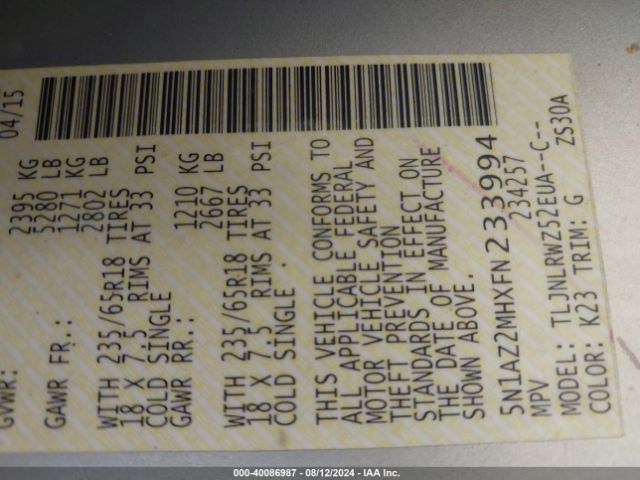 04/15
GVWR: 2395 KG
5280 LB
GAWR FR.: 1271 KG
2802 LB
WITH 235/65R18 TIRES
18 X 7.5 RIMS AT 33 PSI
COLD SINGLE
GAWR RR.: 1210 KG
2667 LB
WITH 235/65R18 TIRES
18 X 7.5 RIMS AT 33 PSI
COLD SINGLE .
THIS VEHICLE CONFORMS TO
ALL APPLICABLE FEDERAL
MOTOR VEHICLE SAFETY AND
THEFT PREVENTION
STANDARDS IN EFFECT ON
THE DATE OF MANUFACTURE
SHOWN ABOVE.
5N1AZ2MHXFN233994
MPV 234257
MODEL: TLJNLRWZ52EUA--C--
COLOR: K23 TRIM: G ZS30A
000-40086987 - 08/12/2024 - IAA Inc.